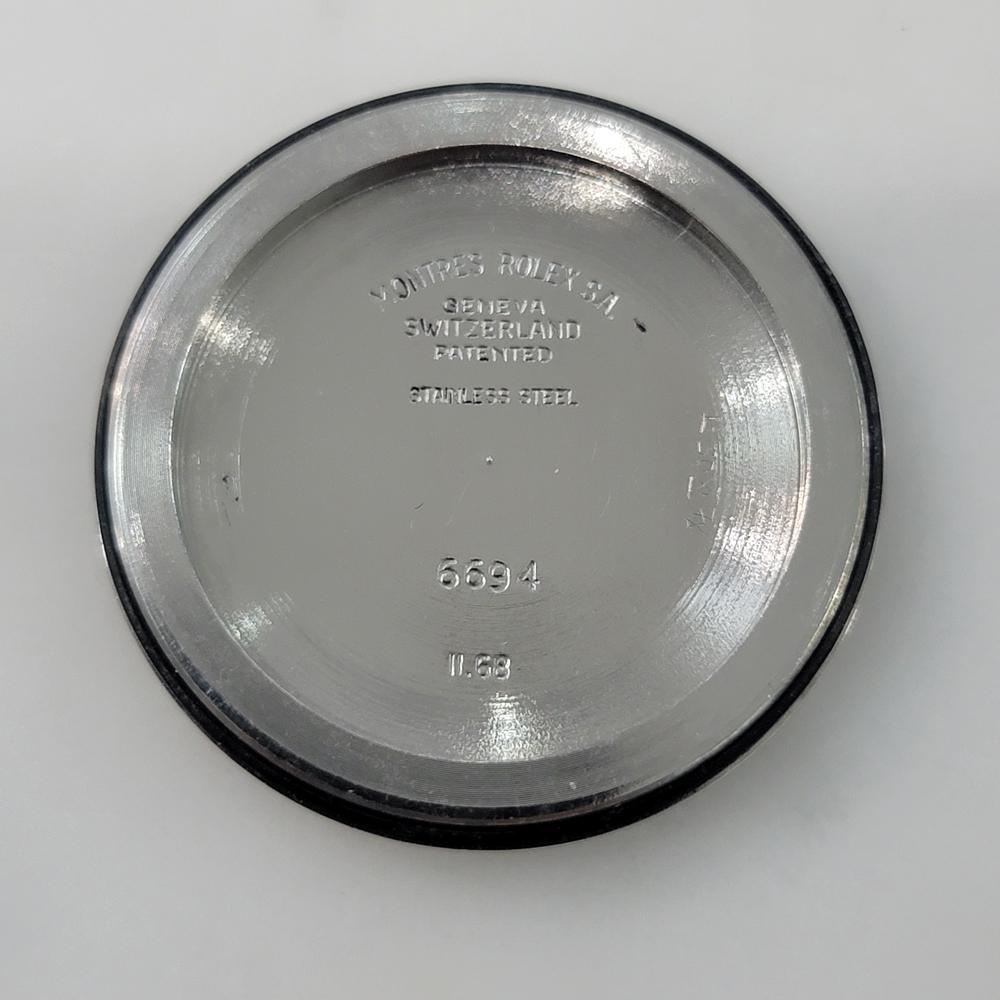 MONTRES ROLEX S.A.
GENEVA
SWITZERLAND
PATENTED
STAINLESS STEEL
6694
II.68